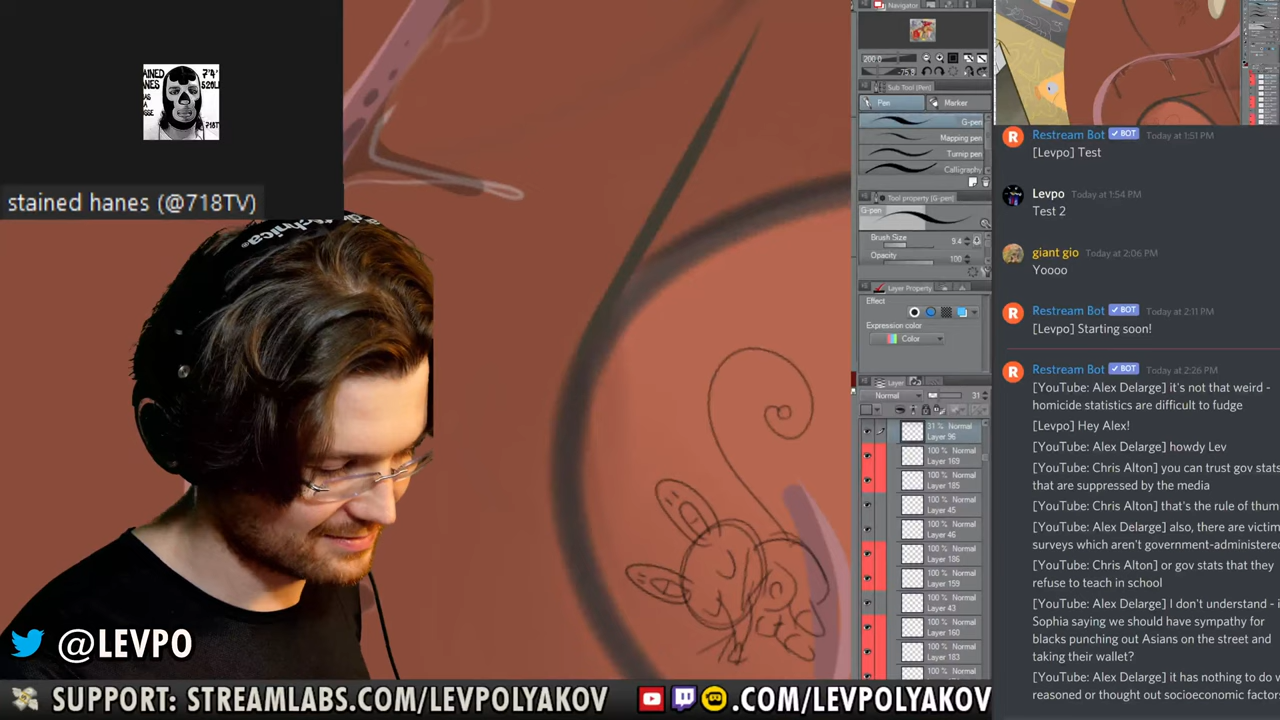 stained hanes (@718TV)
@LEVPO
SUPPORT: STREAMLABS.COM/LEVPOLYAKOV
.COM/LEVPOLYAKOV
Navigator
200.0
-75.8
Sub Tool [Pen]
Pen
Marker
G-pen
Mapping pen
Turnip pen
Calligraphy
Tool property [G-pen]
G-pen
Brush Size
9.4
Opacity
100
Layer Property
Effect
Expression color
Color
Layer
Normal
31
31 % Normal
Layer 96
100 % Normal
Layer 169
100 % Normal
Layer 185
100 % Normal
Layer 45
100 % Normal
Layer 46
100 % Normal
Layer 186
100 % Normal
Layer 159
100 % Normal
Layer 43
100 % Normal
Layer 160
100 % Normal
Layer 183
100 % Normal
Restream Bot BOT Today at 1:51 PM
[Levpo] Test
Levpo Today at 1:54 PM
Test 2
giant gio Today at 2:06 PM
Yoooo
Restream Bot BOT Today at 2:11 PM
[Levpo] Starting soon!
Restream Bot BOT Today at 2:26 PM
[YouTube: Alex Delarge] it's not that weird -
homicide statistics are difficult to fudge
[Levpo] Hey Alex!
[YouTube: Alex Delarge] howdy Lev
[YouTube: Chris Alton] you can trust gov stats
that are suppressed by the media
[YouTube: Chris Alton] that's the rule of thum
[YouTube: Alex Delarge] also, there are victim
surveys which aren't government-administere
[YouTube: Chris Alton] or gov stats that they
refuse to teach in school
[YouTube: Alex Delarge] I don't understand - i
Sophia saying we should have sympathy for
blacks punching out Asians on the street and
taking their wallet?
[YouTube: Alex Delarge] it has nothing to do w
reasoned or thought out socioeconomic factor